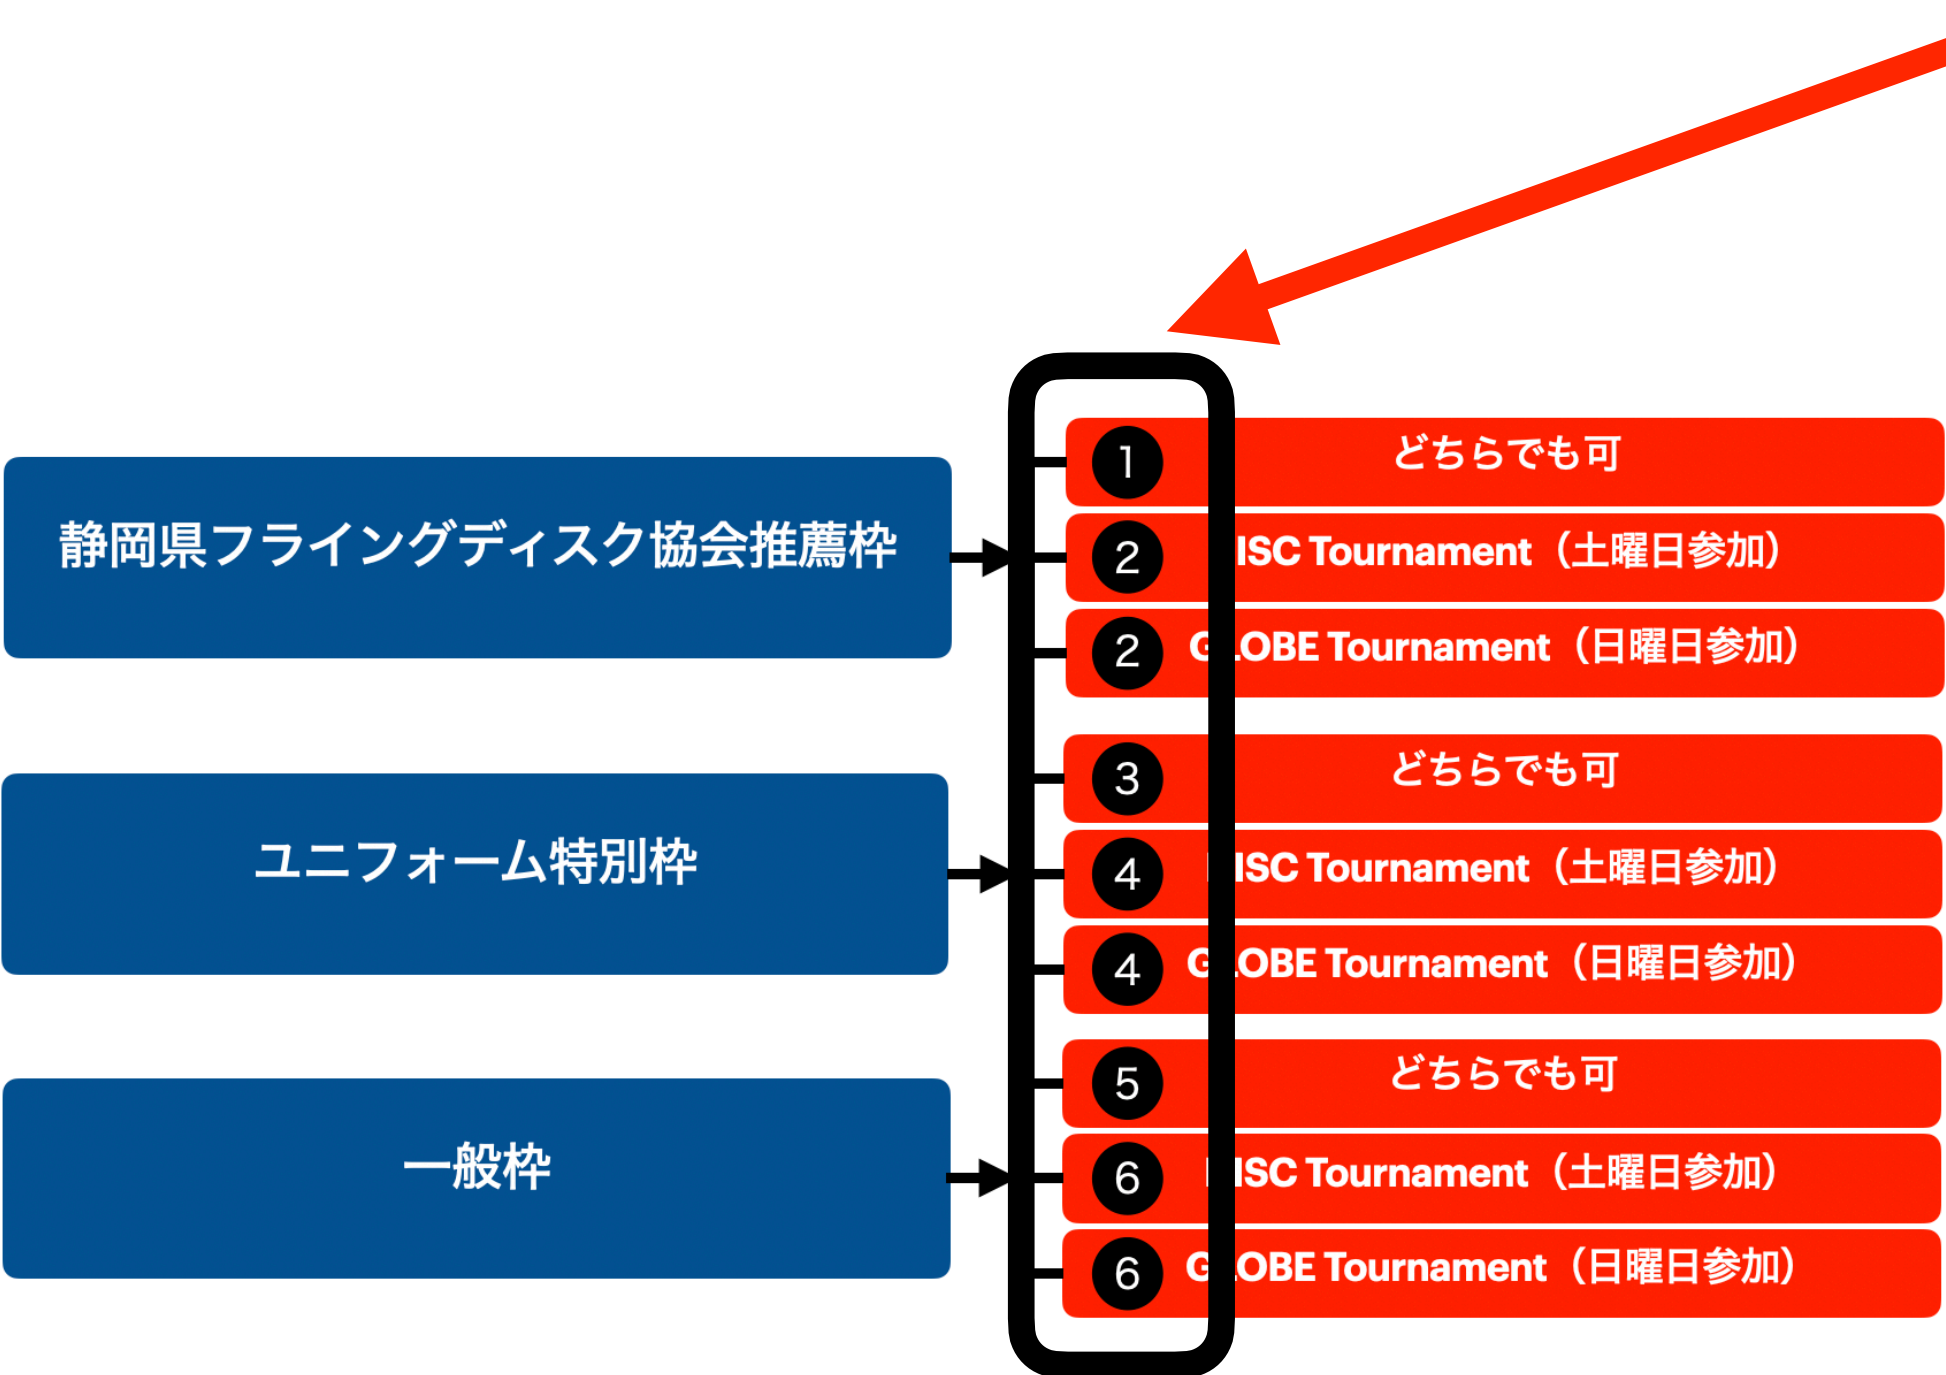 静岡県フライングディスク協会推薦枠
1 どちらでも可
2 ISC Tournament（土曜日参加）
2 GLOBE Tournament（日曜日参加）
ユニフォーム特別枠
3 どちらでも可
4 ISC Tournament（土曜日参加）
4 GLOBE Tournament（日曜日参加）
一般枠
5 どちらでも可
6 ISC Tournament（土曜日参加）
6 GLOBE Tournament（日曜日参加）